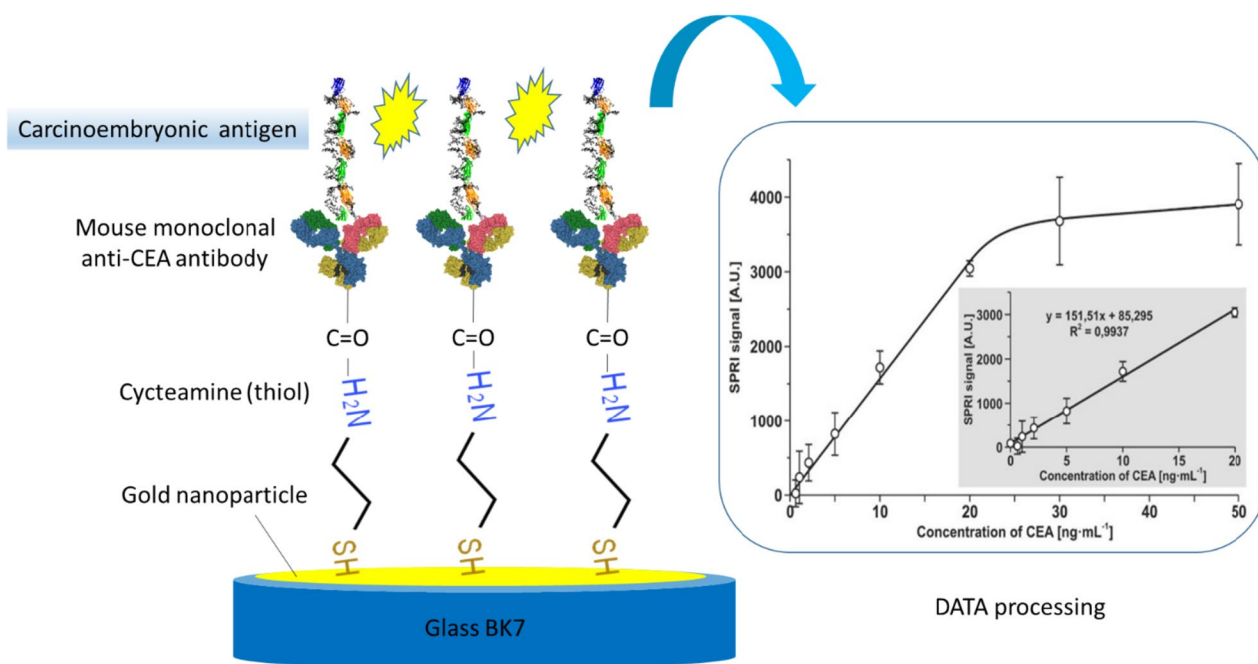 Carcinoembryonic antigen
Mouse monoclonal
anti-CEA antibody
C=O
C=O
C=O
Cycteamine (thiol)
H₂N
H₂N
H₂N
Gold nanoparticle
SH
SH
SH
Glass BK7
SPRI signal [A.U.]
4000
3000
2000
1000
0
10
20
30
40
50
Concentration of CEA [ng·mL⁻¹]
y = 151,51x + 85,295
R² = 0,9937
SPRI signal [A.U.]
3000
2000
1000
0
0
5
10
15
20
Concentration of CEA [ng·mL⁻¹]
DATA processing